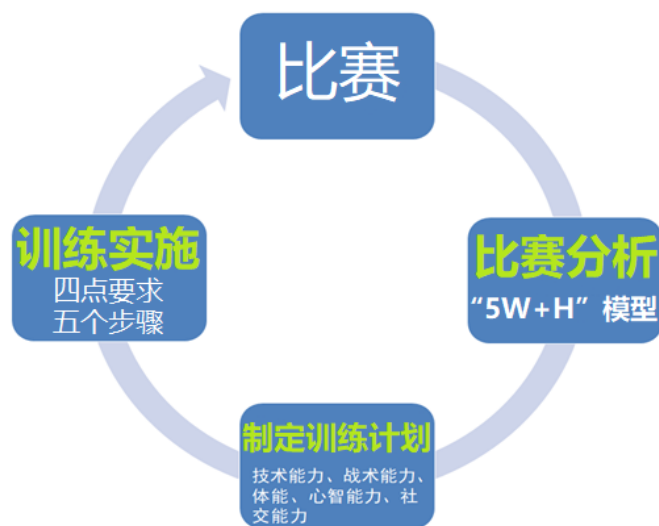 比赛
比赛分析
“5W+H”模型
制定训练计划
技术能力、战术能力、
体能、心智能力、社
交能力
训练实施
四点要求
五个步骤